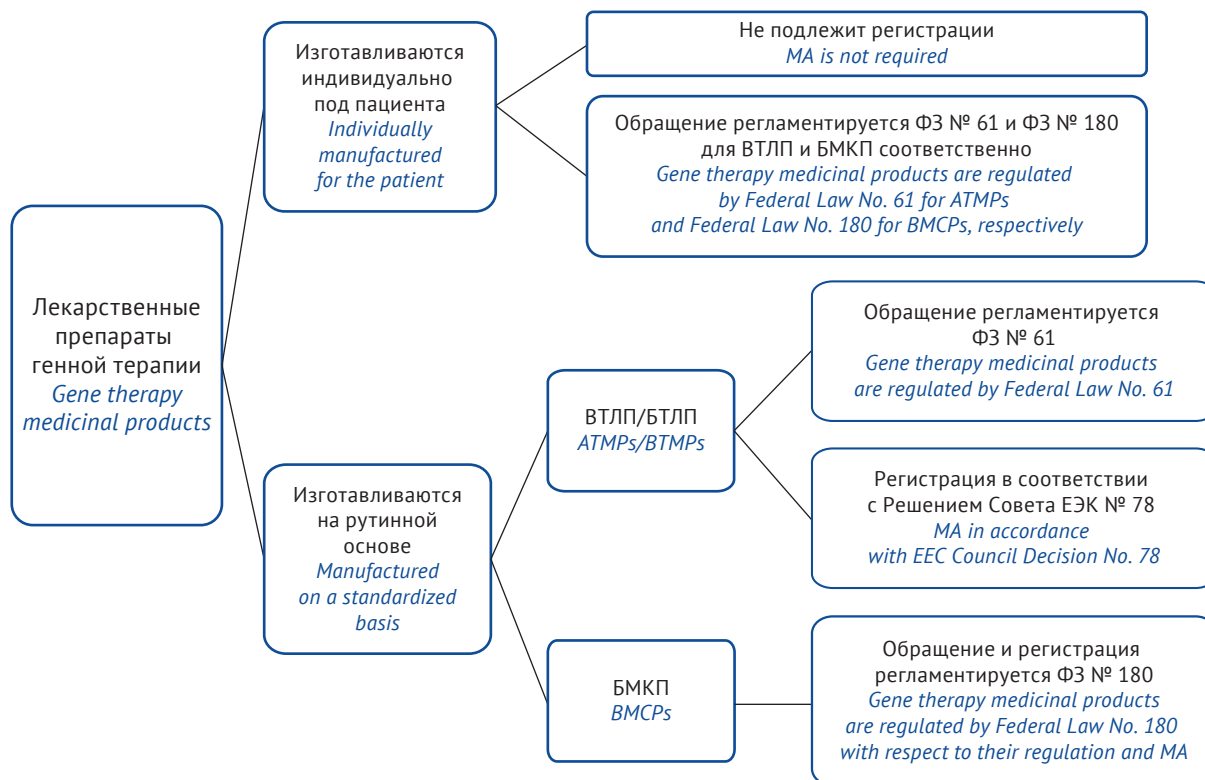 Лекарственные
препараты
генной терапии
Gene therapy
medicinal products
Изготавливаются
индивидуально
под пациента
Individually
manufactured
for the patient
Не подлежит регистрации
MA is not required
Обращение регламентируется ФЗ № 61 и ФЗ № 180
для ВТЛП и БМКП соответственно
Gene therapy medicinal products are regulated
by Federal Law No. 61 for ATMPs
and Federal Law No. 180 for BMCPs, respectively
Изготавливаются
на рутинной
основе
Manufactured
on a standardized
basis
ВТЛП/БТЛП
ATMPs/BTMPs
Обращение регламентируется
ФЗ № 61
Gene therapy medicinal products
are regulated by Federal Law No. 61
Регистрация в соответствии
с Решением Совета ЕЭК № 78
MA in accordance
with EEC Council Decision No. 78
БМКП
BMCPs
Обращение и регистрация
регламентируется ФЗ № 180
Gene therapy medicinal products
are regulated by Federal Law No. 180
with respect to their regulation and MA